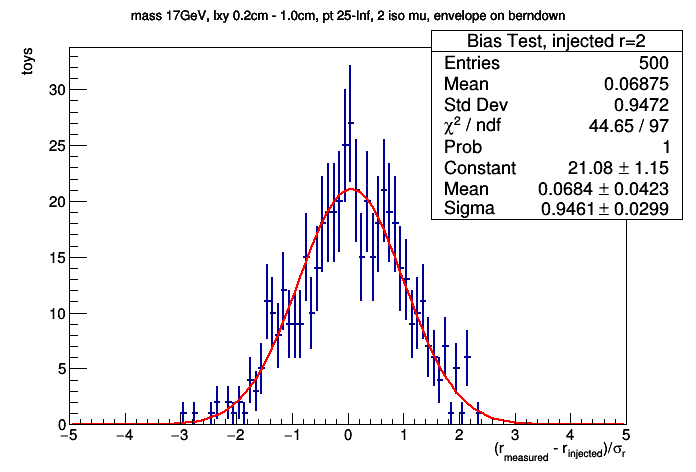 mass 17GeV, lxy 0.2cm - 1.0cm, pt 25-Inf, 2 iso mu, envelope on berndown
Bias Test, injected r=2
Entries 500
Mean 0.06875
Std Dev 0.9472
χ² / ndf 44.65 / 97
Prob 1
Constant 21.08 ± 1.15
Mean 0.0684 ± 0.0423
Sigma 0.9461 ± 0.0299
toys
30
25
20
15
10
5
0
−5 −4 −3 −2 −1 0 1 2 3 4 5
(r_measured - r_injected)/σ_r